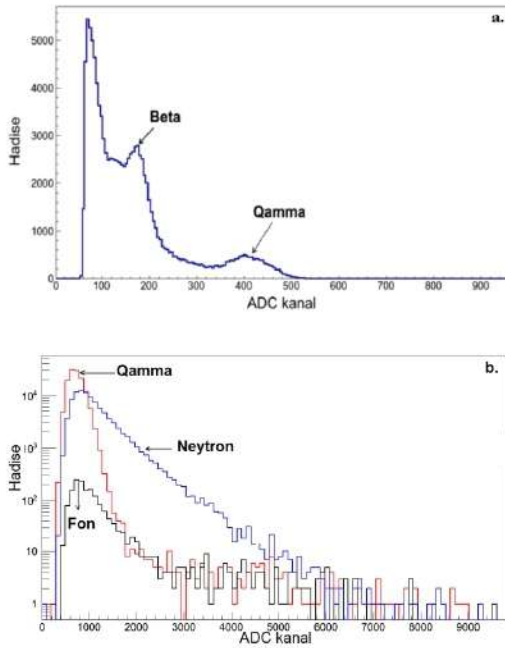 a.
5000
4000
3000
2000
1000
0
Hadise
Beta
Qamma
0 100 200 300 400 500 600 700 800 900
ADC kanal
b.
10⁴
10³
10²
10
1
Hadise
Qamma
Neytron
Fon
0 1000 2000 3000 4000 5000 6000 7000 8000 9000
ADC kanal